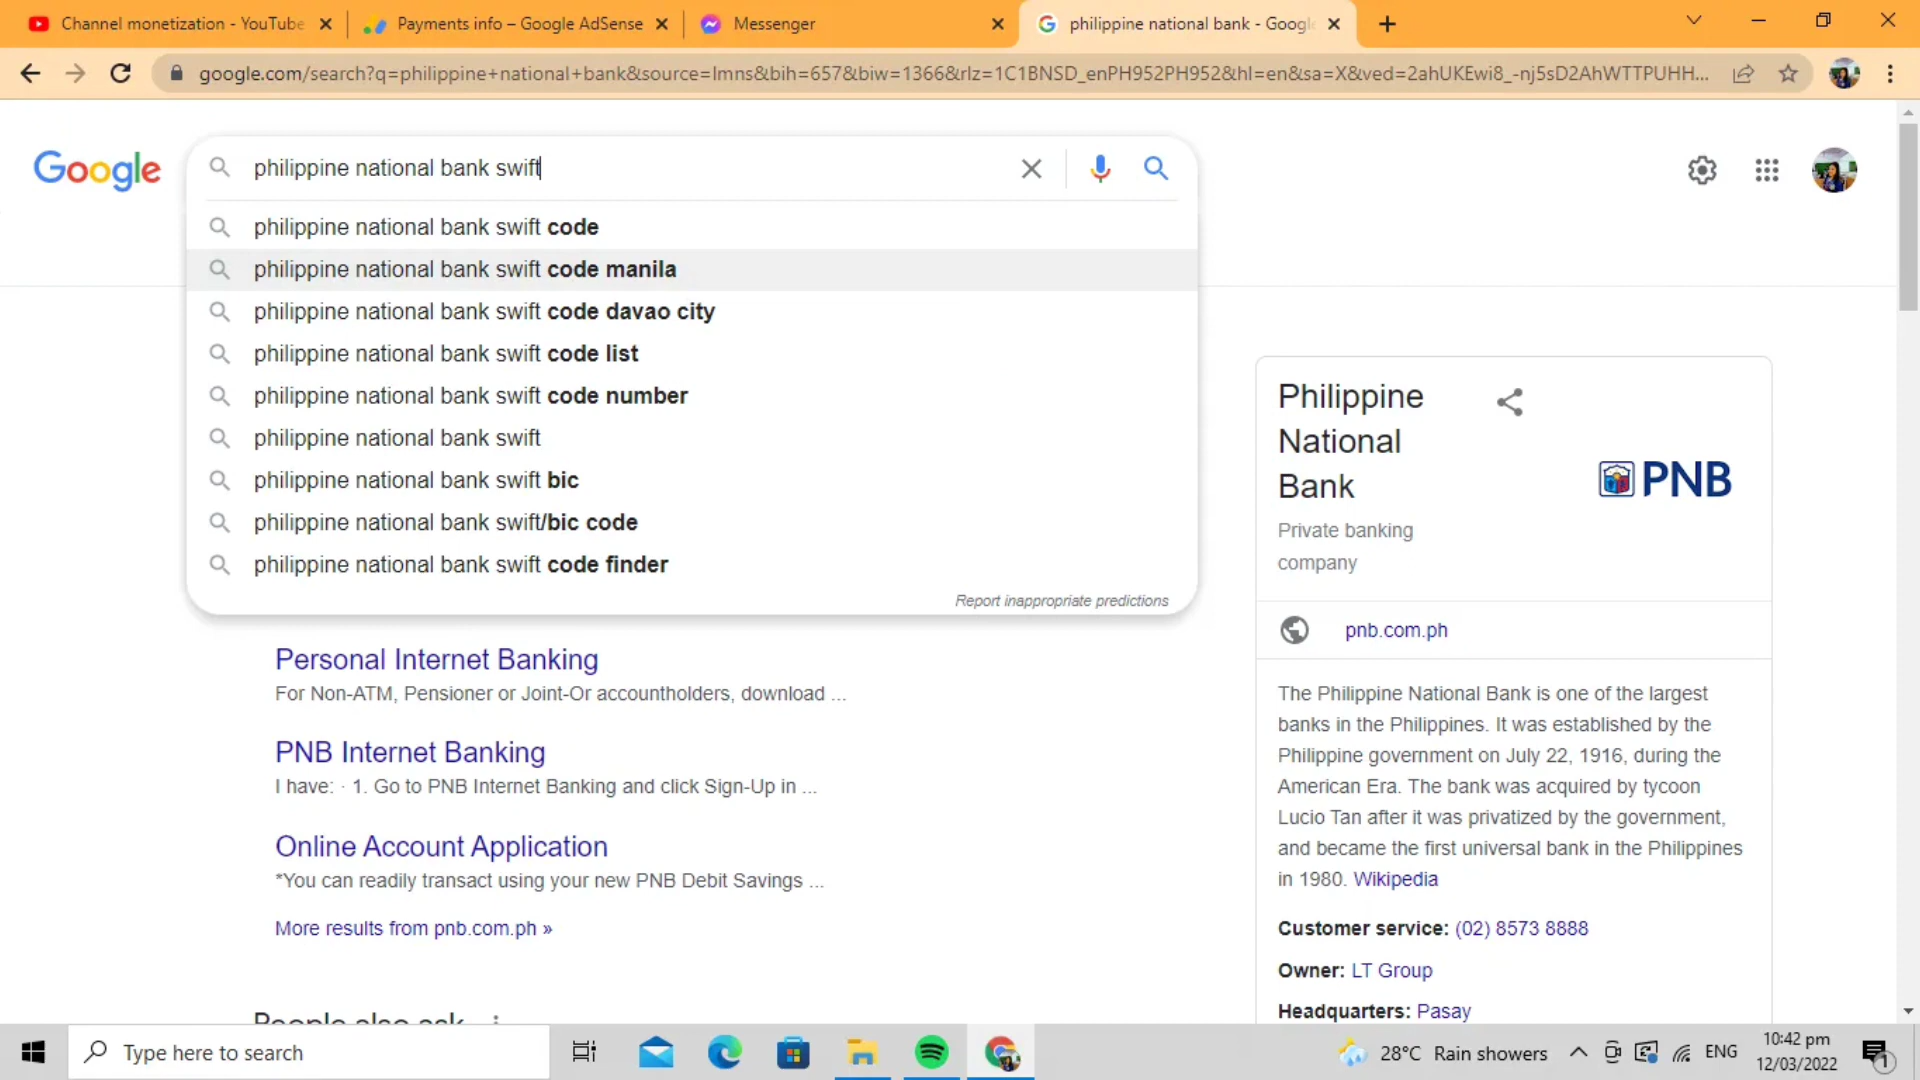 Channel monetization - YouTube
Payments info – Google AdSense
Messenger
philippine national bank - Google
google.com/search?q=philippine+national+bank&source=lmns&bih=657&biw=1366&rlz=1C1BNSD_enPH952PH952&hl=en&sa=X&ved=2ahUKEwi8_-nj5sD2AhWTTPUHH...
Google
philippine national bank swift
philippine national bank swift code
philippine national bank swift code manila
philippine national bank swift code davao city
philippine national bank swift code list
philippine national bank swift code number
philippine national bank swift
philippine national bank swift bic
philippine national bank swift/bic code
philippine national bank swift code finder
Report inappropriate predictions
Personal Internet Banking
For Non-ATM, Pensioner or Joint-Or accountholders, download ...
PNB Internet Banking
I have: · 1. Go to PNB Internet Banking and click Sign-Up in ...
Online Account Application
*You can readily transact using your new PNB Debit Savings ...
More results from pnb.com.ph »
People also ask
Philippine
National
Bank
PNB
Private banking
company
pnb.com.ph
The Philippine National Bank is one of the largest
banks in the Philippines. It was established by the
Philippine government on July 22, 1916, during the
American Era. The bank was acquired by tycoon
Lucio Tan after it was privatized by the government,
and became the first universal bank in the Philippines
in 1980. Wikipedia
Customer service: (02) 8573 8888
Owner: LT Group
Headquarters: Pasay
Type here to search
28°C Rain showers
ENG
10:42 pm
12/03/2022
1